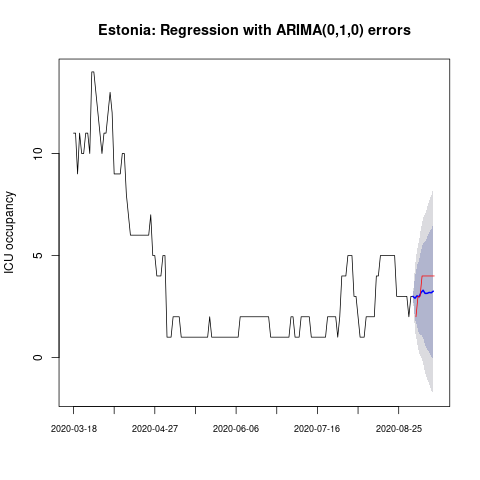 Estonia: Regression with ARIMA(0,1,0) errors
ICU occupancy
10
5
0
2020-03-18 2020-04-27 2020-06-06 2020-07-16 2020-08-25